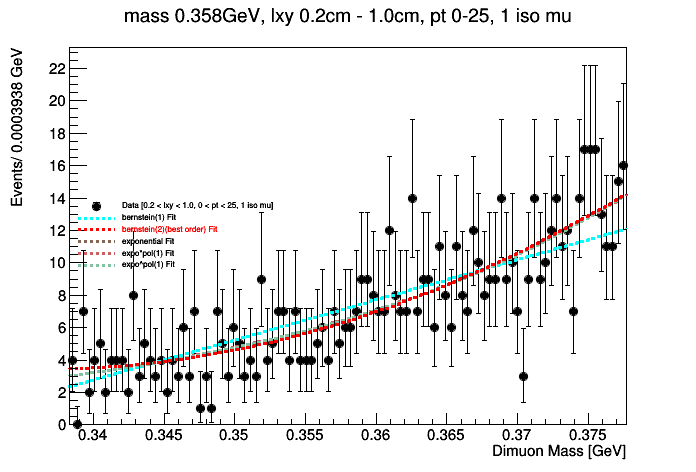 mass 0.358GeV, lxy 0.2cm - 1.0cm, pt 0-25, 1 iso mu
Events/ 0.0003938 GeV
22
20
18
16
14
12
10
8
6
4
2
0
Data [0.2 < lxy < 1.0, 0 < pt < 25, 1 iso mu]
bernstein(1) Fit
bernstein(2)(best order) Fit
exponential Fit
expo*pol(1) Fit
expo*pol(1) Fit
0.34 0.345 0.35 0.355 0.36 0.365 0.37 0.375
Dimuon Mass [GeV]